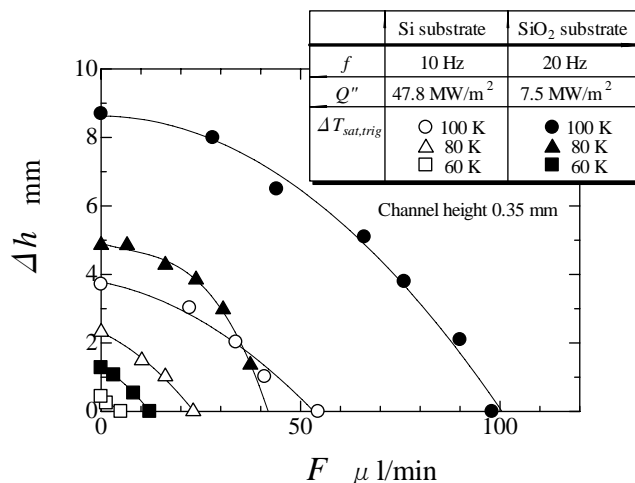 Si substrate SiO2 substrate
f 10 Hz 20 Hz
Q" 47.8 MW/m2 7.5 MW/m2
ΔTsat,trig 100 K 100 K
80 K 80 K
60 K 60 K
Channel height 0.35 mm
10
8
6
4
2
0
Δh mm
0 50 100
F μ l/min